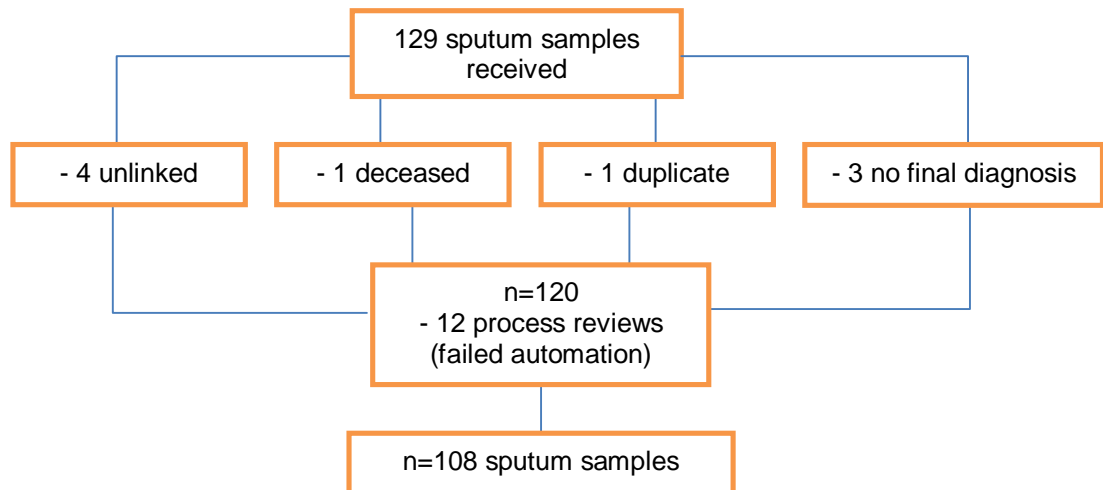 129 sputum samples
received
- 4 unlinked
- 1 deceased
- 1 duplicate
- 3 no final diagnosis
n=120
- 12 process reviews
(failed automation)
n=108 sputum samples